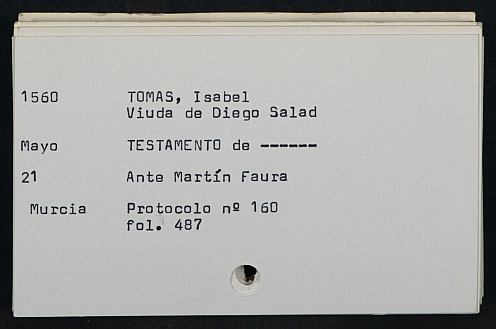 1560 TOMAS, Isabel
Viuda de Diego Salad
Mayo TESTAMENTO de ------
21 Ante Martín Faura
Murcia Protocolo nº 160
fol. 487